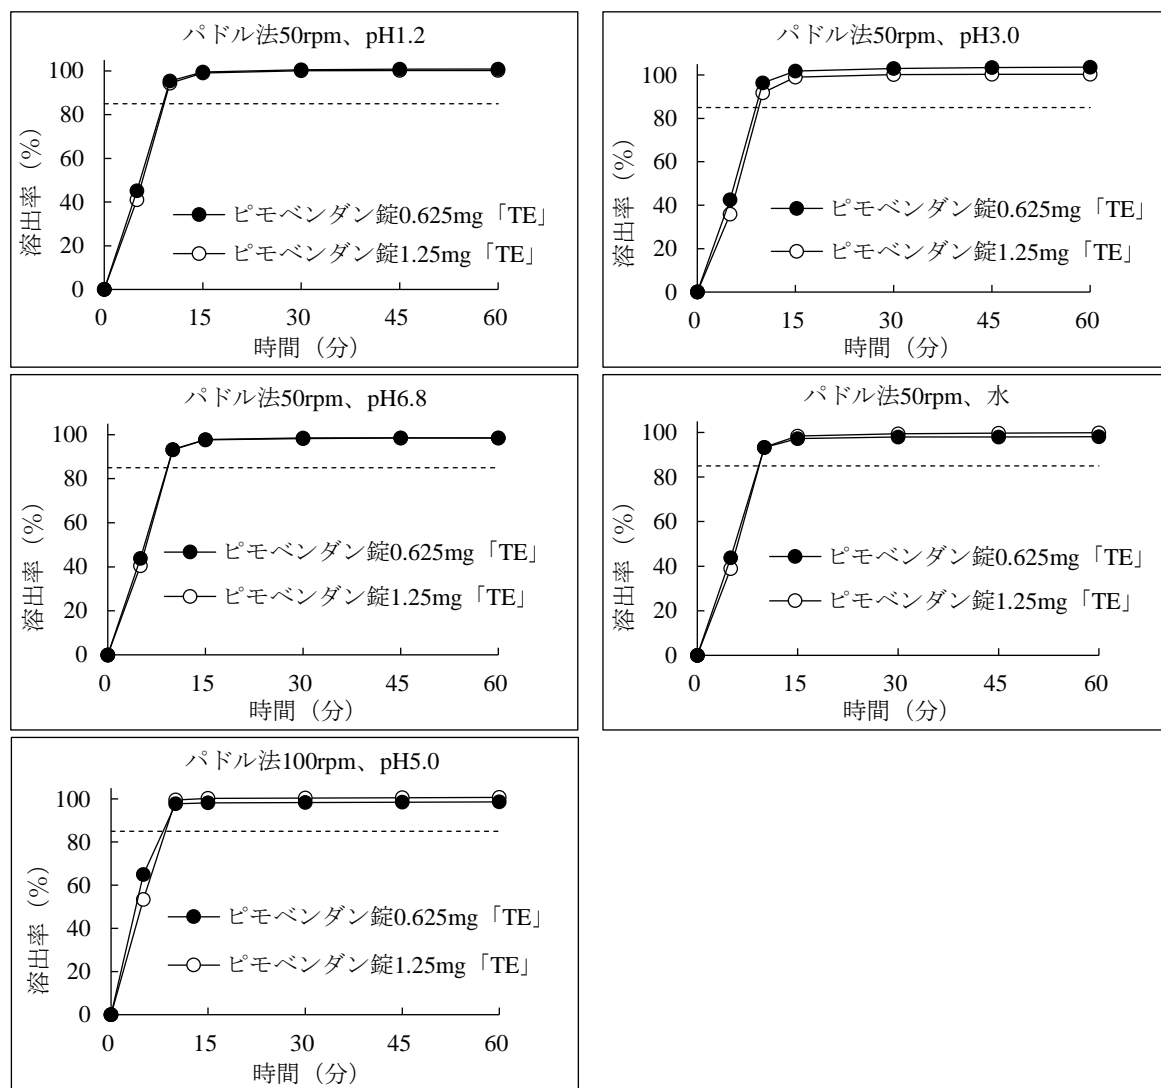 パドル法50rpm、pH1.2
溶出率（%）
100
80
60
40
20
0
ピモベンダン錠0.625mg「TE」
ピモベンダン錠1.25mg「TE」
0 15 30 45 60
時間（分）
パドル法50rpm、pH3.0
溶出率（%）
100
80
60
40
20
0
ピモベンダン錠0.625mg「TE」
ピモベンダン錠1.25mg「TE」
0 15 30 45 60
時間（分）
パドル法50rpm、pH6.8
溶出率（%）
100
80
60
40
20
0
ピモベンダン錠0.625mg「TE」
ピモベンダン錠1.25mg「TE」
0 15 30 45 60
時間（分）
パドル法50rpm、水
溶出率（%）
100
80
60
40
20
0
ピモベンダン錠0.625mg「TE」
ピモベンダン錠1.25mg「TE」
0 15 30 45 60
時間（分）
パドル法100rpm、pH5.0
溶出率（%）
100
80
60
40
20
0
ピモベンダン錠0.625mg「TE」
ピモベンダン錠1.25mg「TE」
0 15 30 45 60
時間（分）